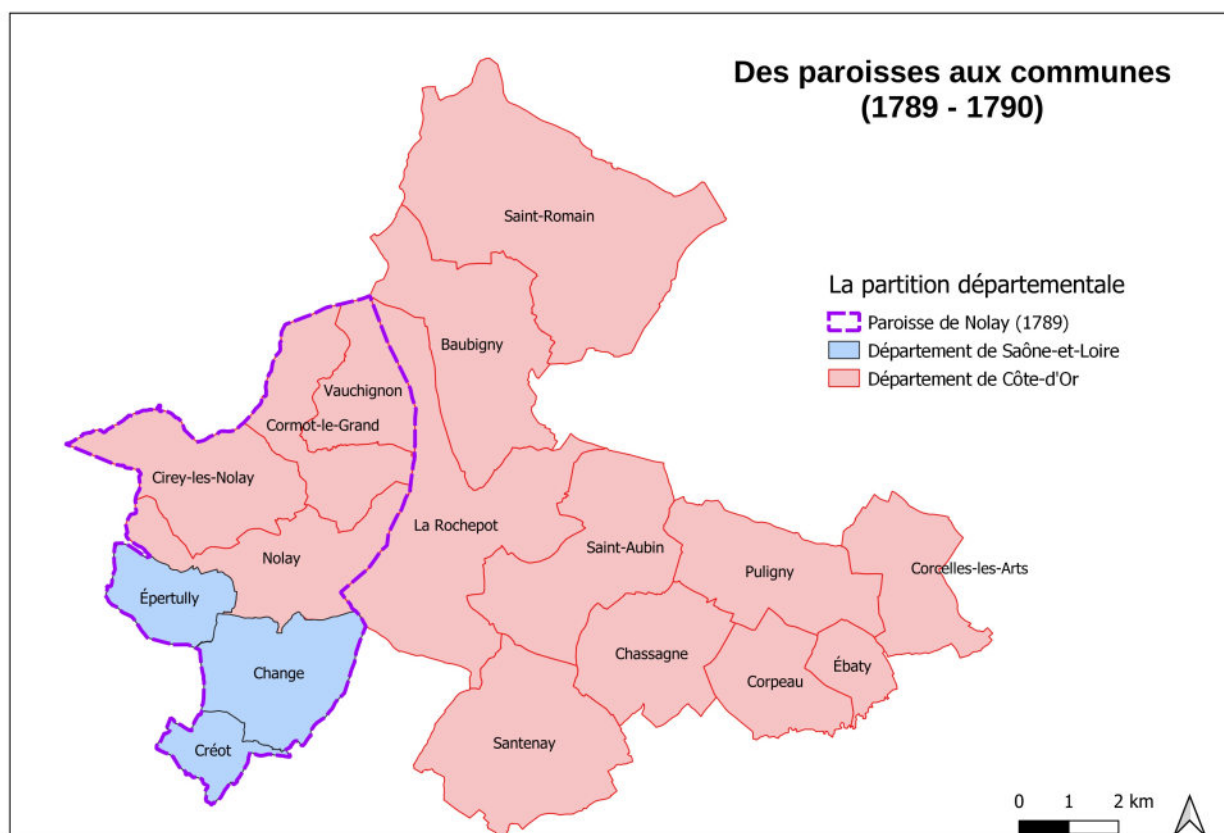 Des paroisses aux communes
(1789 - 1790)
Saint-Romain
La partition départementale
Paroisse de Nolay (1789)
Département de Saône-et-Loire
Département de Côte-d'Or
Baubigny
Vauchignon
Cormot-le-Grand
Cirey-les-Nolay
La Rochepot
Nolay
Saint-Aubin
Puligny
Corcelles-les-Arts
Épertully
Change
Chassagne
Corpeau
Ébaty
Créot
Santenay
0 1 2 km